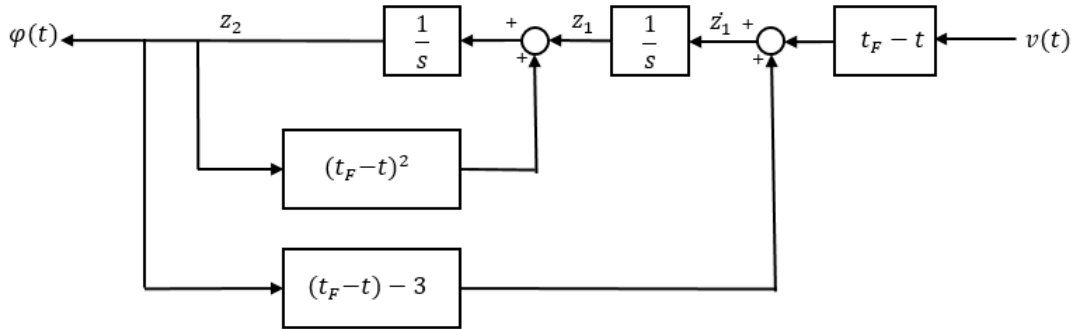 φ(t) z₂ 1/s + z₁ 1/s ż₁ + t_F − t v(t)
+ +
(t_F−t)²
(t_F−t) − 3